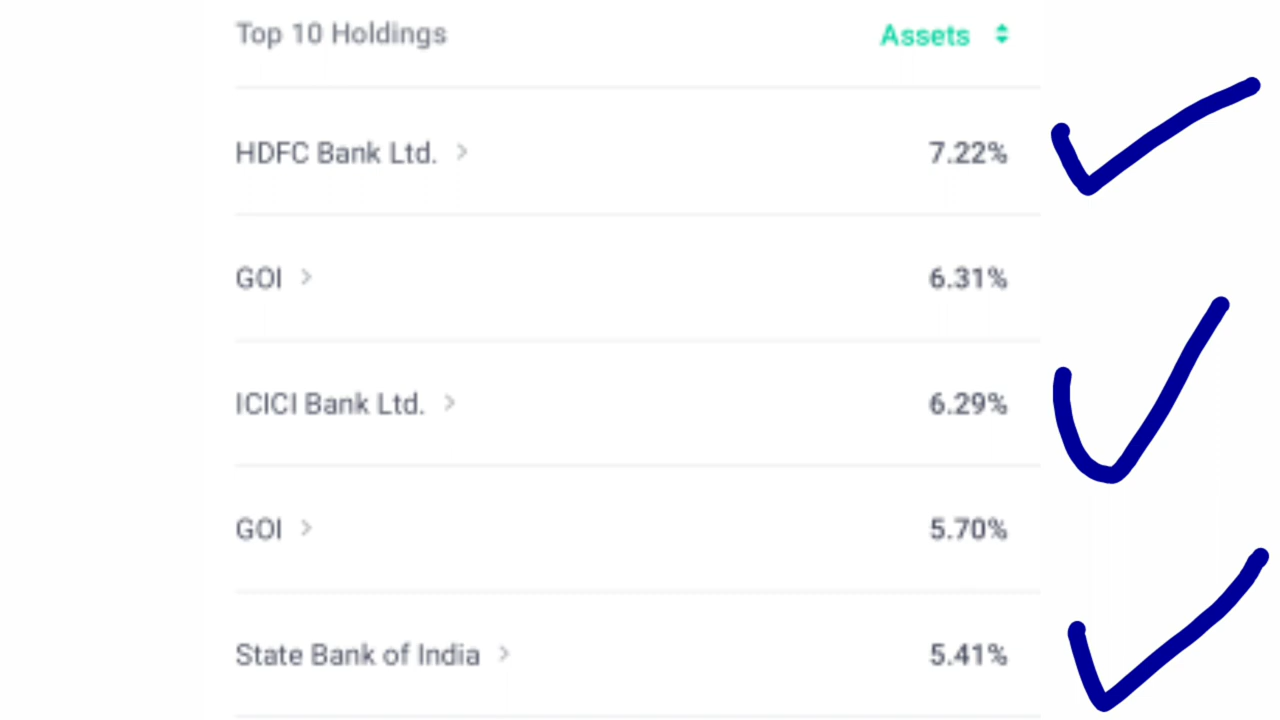 Top 10 Holdings Assets
HDFC Bank Ltd. > 7.22%
GOI > 6.31%
ICICI Bank Ltd. > 6.29%
GOI > 5.70%
State Bank of India > 5.41%